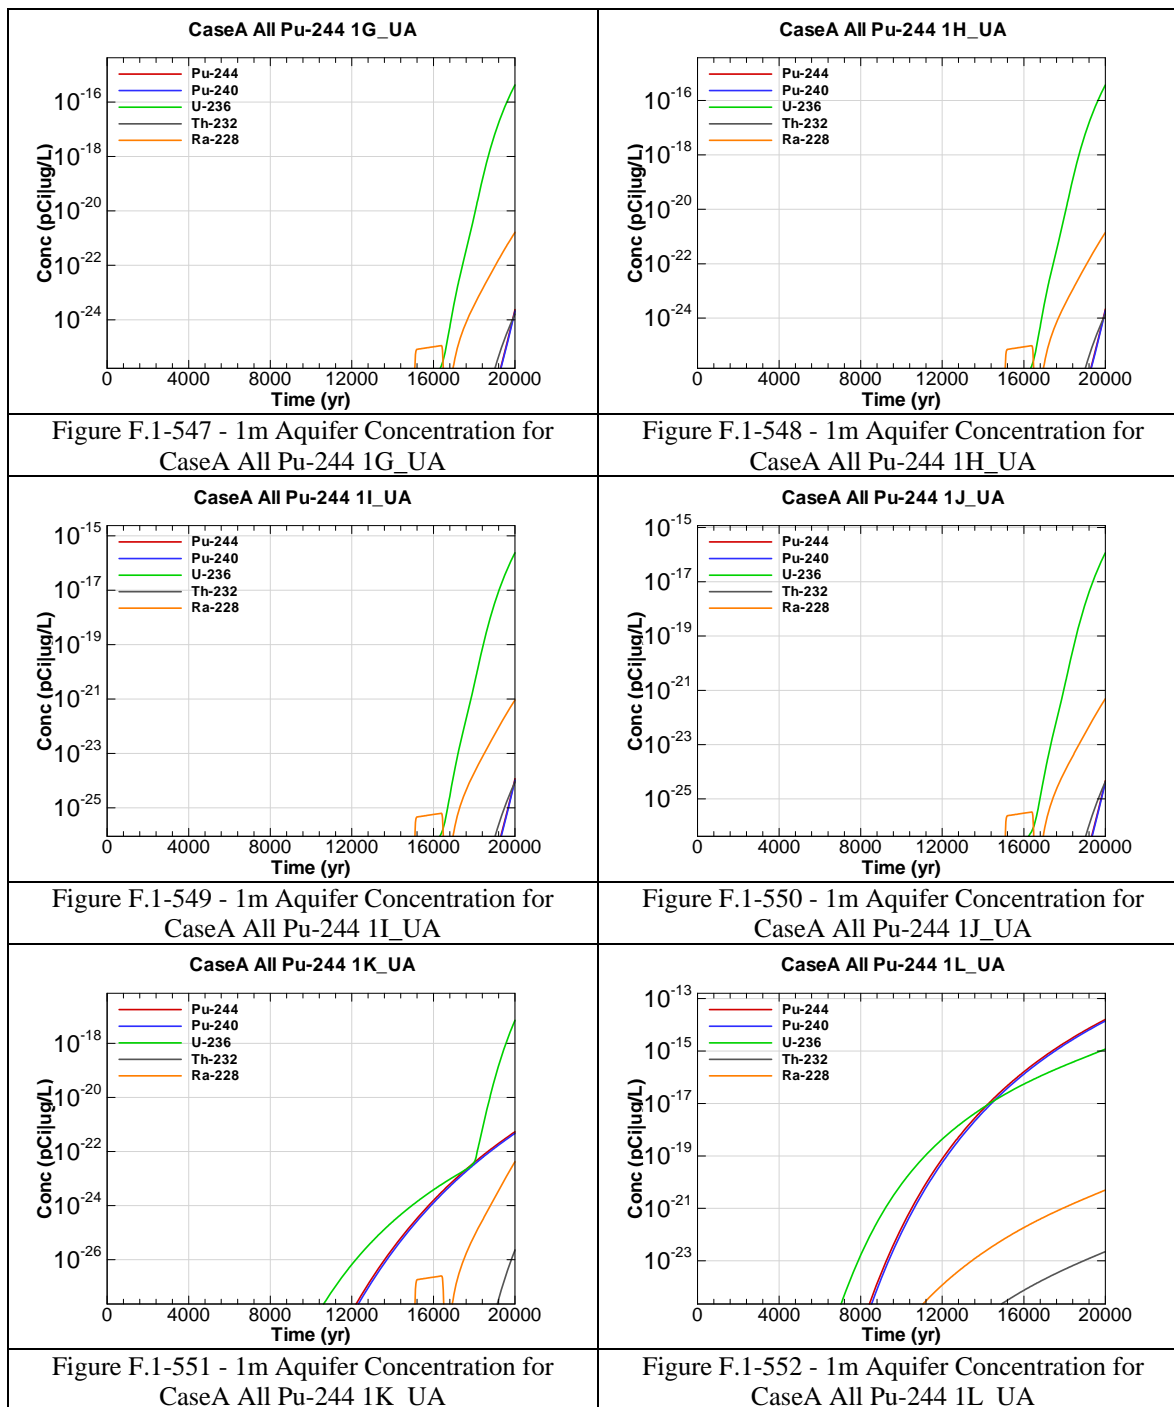 CaseA All Pu-244 1G_UA
Pu-244
Pu-240
U-236
Th-232
Ra-228
Conc (pCi|ug/L)
10-16
10-18
10-20
10-22
10-24
0 4000 8000 12000 16000 20000
Time (yr)
Figure F.1-547 - 1m Aquifer Concentration for
CaseA All Pu-244 1G_UA
CaseA All Pu-244 1H_UA
Pu-244
Pu-240
U-236
Th-232
Ra-228
Conc (pCi|ug/L)
10-16
10-18
10-20
10-22
10-24
0 4000 8000 12000 16000 20000
Time (yr)
Figure F.1-548 - 1m Aquifer Concentration for
CaseA All Pu-244 1H_UA
CaseA All Pu-244 1I_UA
Pu-244
Pu-240
U-236
Th-232
Ra-228
Conc (pCi|ug/L)
10-15
10-17
10-19
10-21
10-23
10-25
0 4000 8000 12000 16000 20000
Time (yr)
Figure F.1-549 - 1m Aquifer Concentration for
CaseA All Pu-244 1I_UA
CaseA All Pu-244 1J_UA
Pu-244
Pu-240
U-236
Th-232
Ra-228
Conc (pCi|ug/L)
10-15
10-17
10-19
10-21
10-23
10-25
0 4000 8000 12000 16000 20000
Time (yr)
Figure F.1-550 - 1m Aquifer Concentration for
CaseA All Pu-244 1J_UA
CaseA All Pu-244 1K_UA
Pu-244
Pu-240
U-236
Th-232
Ra-228
Conc (pCi|ug/L)
10-18
10-20
10-22
10-24
10-26
0 4000 8000 12000 16000 20000
Time (yr)
Figure F.1-551 - 1m Aquifer Concentration for
CaseA All Pu-244 1K_UA
CaseA All Pu-244 1L_UA
Pu-244
Pu-240
U-236
Th-232
Ra-228
Conc (pCi|ug/L)
10-13
10-15
10-17
10-19
10-21
10-23
0 4000 8000 12000 16000 20000
Time (yr)
Figure F.1-552 - 1m Aquifer Concentration for
CaseA All Pu-244 1L_UA